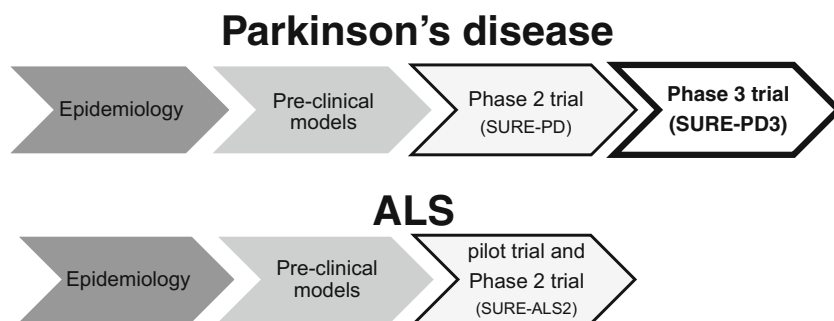 Parkinson's disease
Epidemiology
Pre-clinical
models
Phase 2 trial
(SURE-PD)
Phase 3 trial
(SURE-PD3)
ALS
Epidemiology
Pre-clinical
models
pilot trial and
Phase 2 trial
(SURE-ALS2)